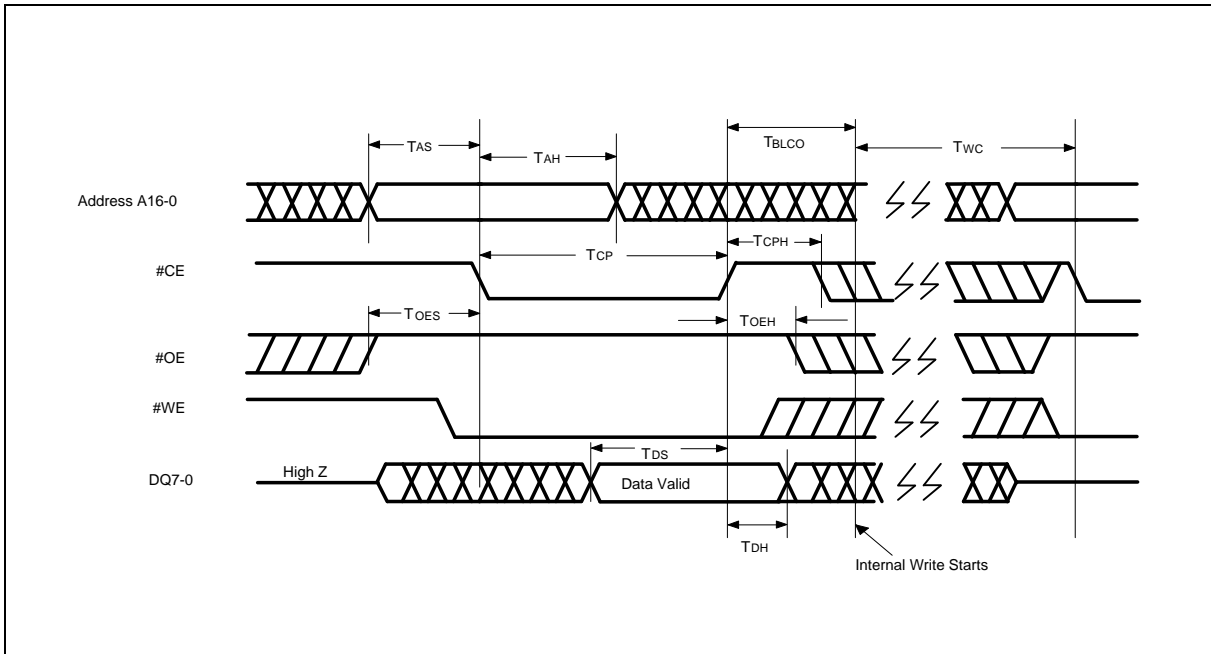 TAS
TAH
TBLCO
TWC
Address A16-0
TCP
TCPH
#CE
TOES
TOEH
#OE
#WE
TDS
DQ7-0
High Z
Data Valid
TDH
Internal Write Starts